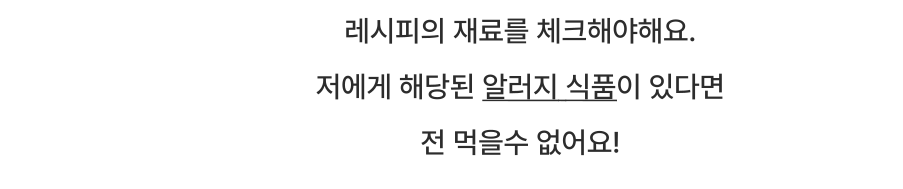 레시피의 재료를 체크해야해요.
저에게 해당된 알러지 식품이 있다면
전 먹을수 없어요!